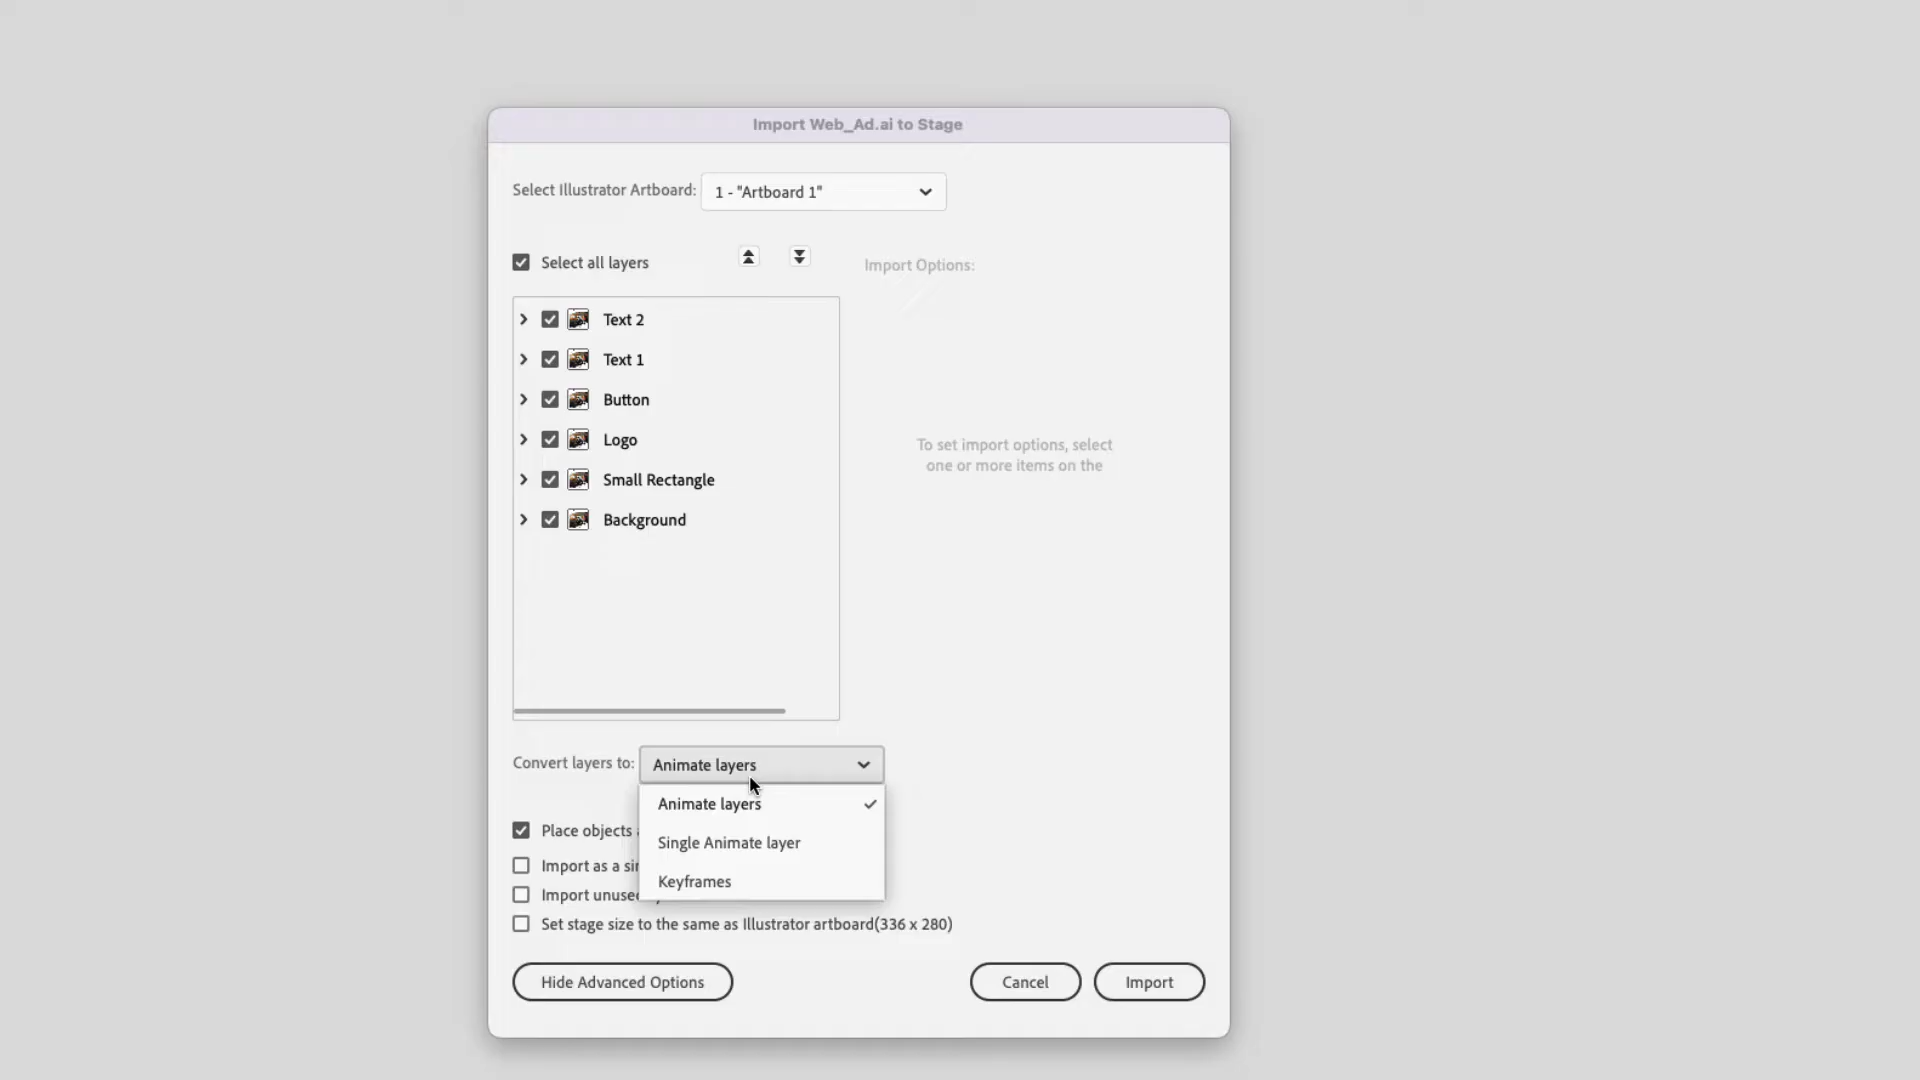 Import Web_Ad.ai to Stage
Select Illustrator Artboard: 1 - "Artboard 1"
Select all layers
Import Options:
Text 2
Text 1
Button
Logo
Small Rectangle
Background
To set import options, select
one or more items on the
Convert layers to: Animate layers
Animate layers
Single Animate layer
Keyframes
Place objects
Import as a
Import
Set stage size to the same as Illustrator artboard(336 x 280)
Hide Advanced Options
Cancel
Import